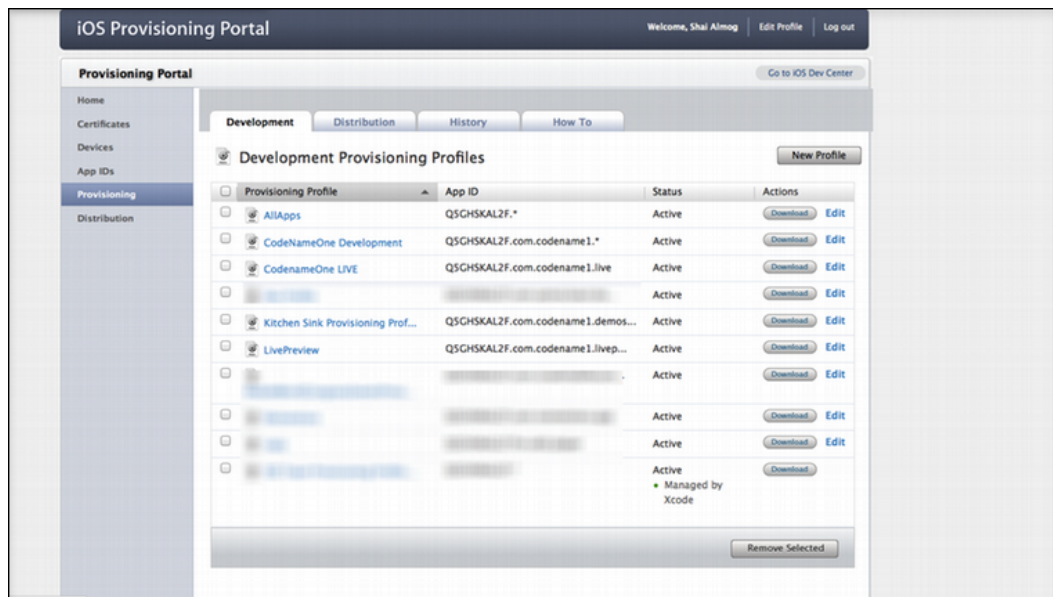 iOS Provisioning Portal
Welcome, Shai Almog Edit Profile Log out
Provisioning Portal
Go to iOS Dev Center
Home
Certificates
Devices
App IDs
Provisioning
Distribution
Development Distribution History How To
Development Provisioning Profiles
New Profile
Provisioning Profile App ID Status Actions
AllApps Q5GHSKAL2F.* Active Download Edit
CodeNameOne Development Q5GHSKAL2F.com.codename1.* Active Download Edit
CodenameOne LIVE Q5GHSKAL2F.com.codename1.live Active Download Edit
Active Download Edit
Kitchen Sink Provisioning Prof... Q5GHSKAL2F.com.codename1.demos... Active Download Edit
LivePreview Q5GHSKAL2F.com.codename1.livep... Active Download Edit
Active Download Edit
Active Download Edit
Active Download Edit
Active Download
• Managed by
Xcode
Remove Selected